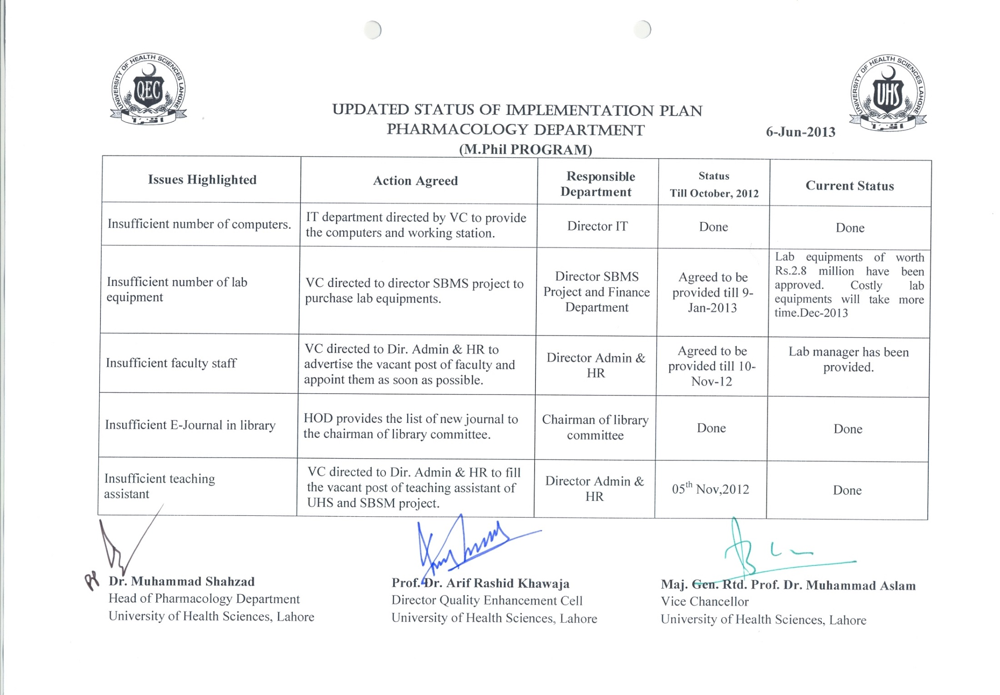 UNIVERSITY OF HEALTH SCIENCES LAHORE
QEC
اقرا
UNIVERSITY OF HEALTH SCIENCES LAHORE
UHS
اقرا
UPDATED STATUS OF IMPLEMENTATION PLAN
PHARMACOLOGY DEPARTMENT
6-Jun-2013
(M.Phil PROGRAM)
Issues Highlighted
Action Agreed
Responsible
Department
Status
Till October, 2012
Current Status
Insufficient number of computers.
IT department directed by VC to provide
the computers and working station.
Director IT
Done
Done
Insufficient number of lab
equipment
VC directed to director SBMS project to
purchase lab equipments.
Director SBMS
Project and Finance
Department
Agreed to be
provided till 9-
Jan-2013
Lab equipments of worth
Rs.2.8 million have been
approved. Costly lab
equipments will take more
time.Dec-2013
Insufficient faculty staff
VC directed to Dir. Admin & HR to
advertise the vacant post of faculty and
appoint them as soon as possible.
Director Admin &
HR
Agreed to be
provided till 10-
Nov-12
Lab manager has been
provided.
Insufficient E-Journal in library
HOD provides the list of new journal to
the chairman of library committee.
Chairman of library
committee
Done
Done
Insufficient teaching
assistant
VC directed to Dir. Admin & HR to fill
the vacant post of teaching assistant of
UHS and SBSM project.
Director Admin &
HR
05th Nov,2012
Done
Dr. Muhammad Shahzad
Head of Pharmacology Department
University of Health Sciences, Lahore
Prof. Dr. Arif Rashid Khawaja
Director Quality Enhancement Cell
University of Health Sciences, Lahore
Maj. Gen. Rtd. Prof. Dr. Muhammad Aslam
Vice Chancellor
University of Health Sciences, Lahore